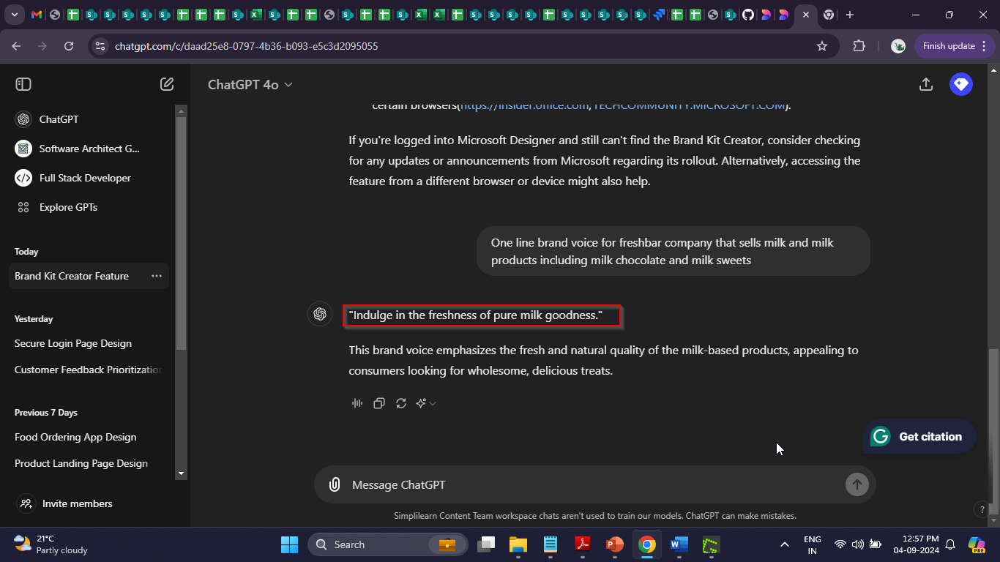 chatgpt.com/c/daad25e8-0797-4b36-b093-e5c3d2095055
Finish update
ChatGPT 4o
ChatGPT
Software Architect G...
Full Stack Developer
Explore GPTs
Today
Brand Kit Creator Feature
Yesterday
Secure Login Page Design
Customer Feedback Prioritization
Previous 7 Days
Food Ordering App Design
Product Landing Page Design
Invite members
certain browsers(https://insider.office.com, TECHCOMMUNITY.MICROSOFT.COM).
If you're logged into Microsoft Designer and still can't find the Brand Kit Creator, consider checking
for any updates or announcements from Microsoft regarding its rollout. Alternatively, accessing the
feature from a different browser or device might also help.
One line brand voice for freshbar company that sells milk and milk
products including milk chocolate and milk sweets
"Indulge in the freshness of pure milk goodness."
This brand voice emphasizes the fresh and natural quality of the milk-based products, appealing to
consumers looking for wholesome, delicious treats.
Get citation
Message ChatGPT
Simplilearn Content Team workspace chats aren't used to train our models. ChatGPT can make mistakes.
?
21°C
Partly cloudy
Search
ENG
IN
12:57 PM
04-09-2024
PRE